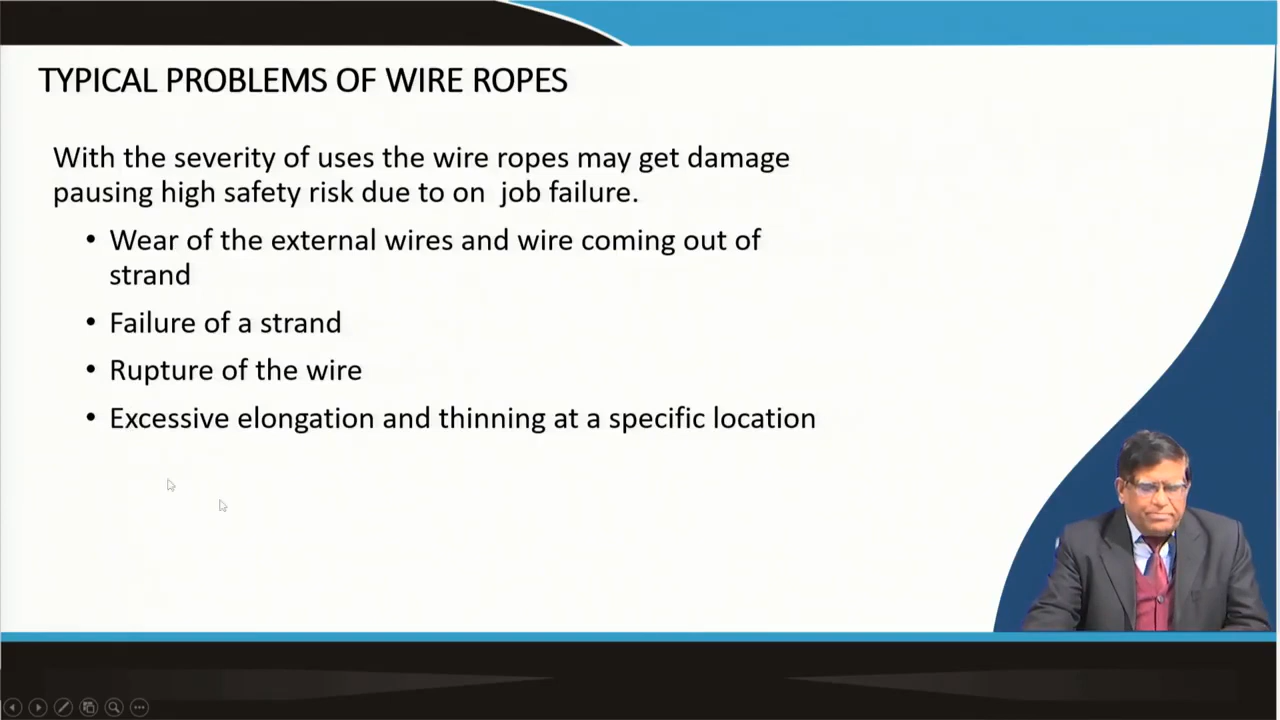 TYPICAL PROBLEMS OF WIRE ROPES
With the severity of uses the wire ropes may get damage
pausing high safety risk due to on  job failure.
• Wear of the external wires and wire coming out of
strand
• Failure of a strand
• Rupture of the wire
• Excessive elongation and thinning at a specific location